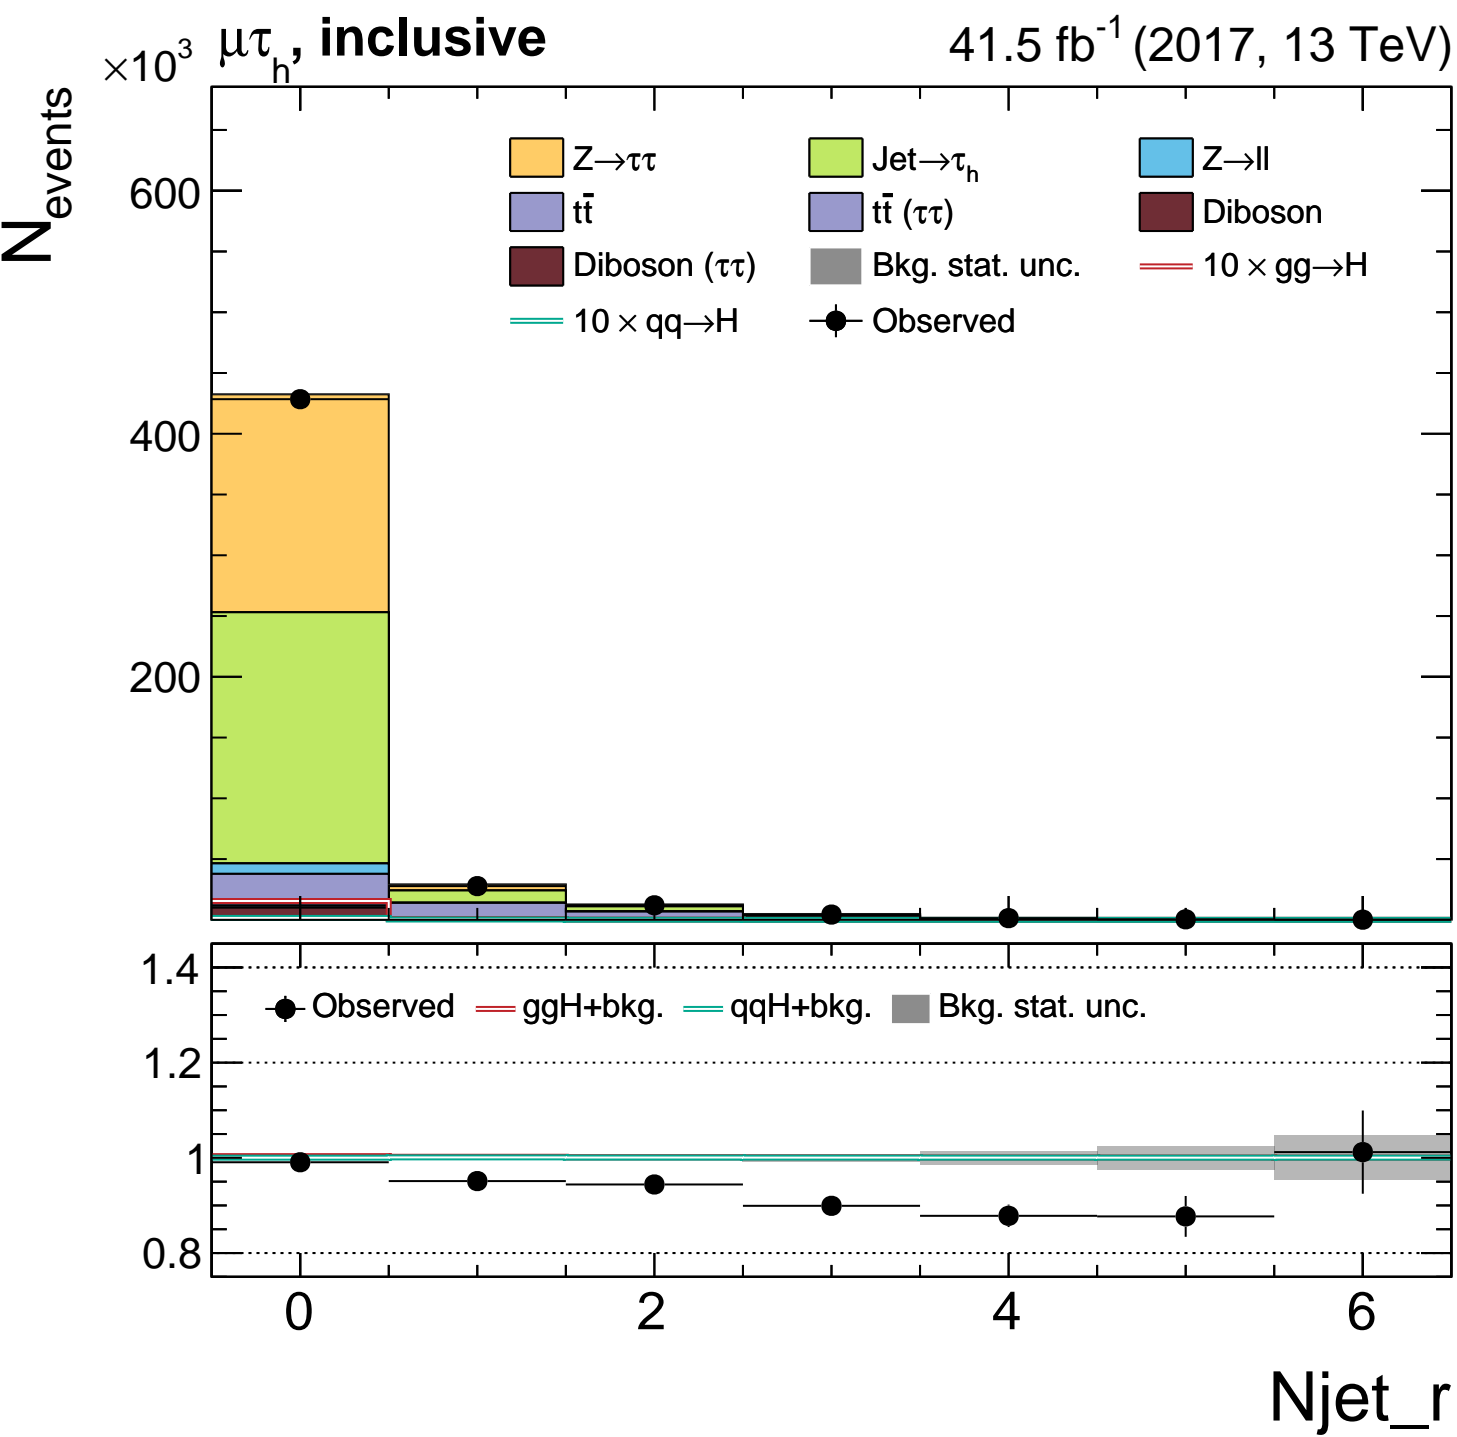 ×10³ μτₕ, inclusive 41.5 fb⁻¹ (2017, 13 TeV)
N_events
Z→ττ Jet→τₕ Z→ll
tt̄ tt̄ (ττ) Diboson
Diboson (ττ) Bkg. stat. unc. 10 × gg→H
10 × qq→H Observed
600
400
200
1.4
Observed ggH+bkg. qqH+bkg. Bkg. stat. unc.
1.2
1
0.8
0 2 4 6
Njet_r